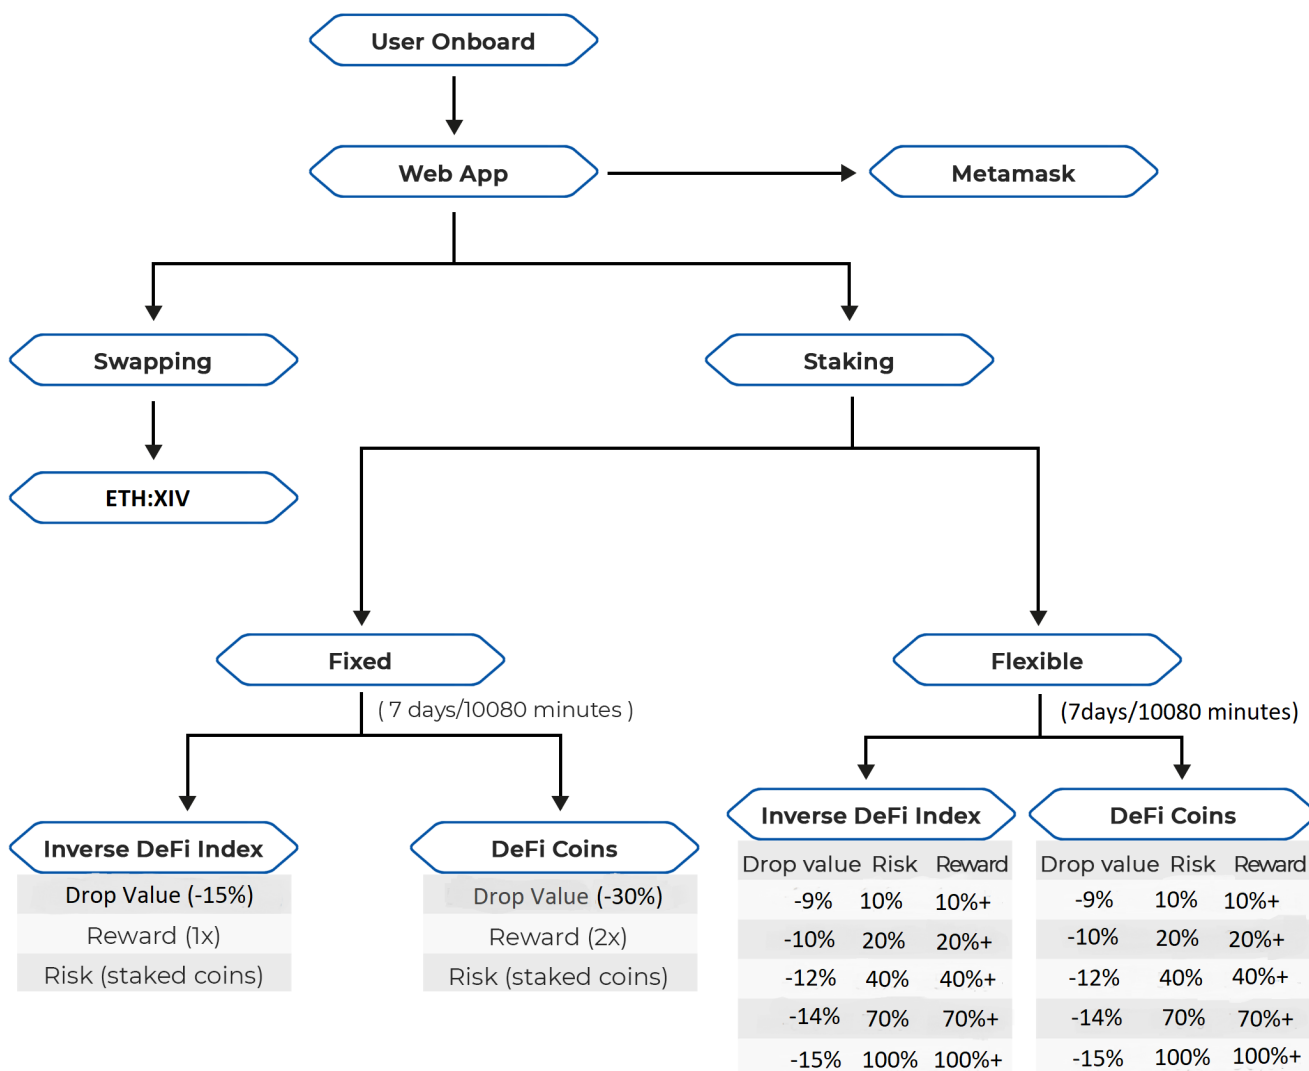 User Onboard
Web App
Metamask
Swapping
Staking
ETH:XIV
Fixed
Flexible
( 7 days/10080 minutes )
(7days/10080 minutes)
Inverse DeFi Index
Drop Value (-15%)
Reward (1x)
Risk (staked coins)
DeFi Coins
Drop Value (-30%)
Reward (2x)
Risk (staked coins)
Inverse DeFi Index
Drop value Risk Reward
-9% 10% 10%+
-10% 20% 20%+
-12% 40% 40%+
-14% 70% 70%+
-15% 100% 100%+
DeFi Coins
Drop value Risk Reward
-9% 10% 10%+
-10% 20% 20%+
-12% 40% 40%+
-14% 70% 70%+
-15% 100% 100%+